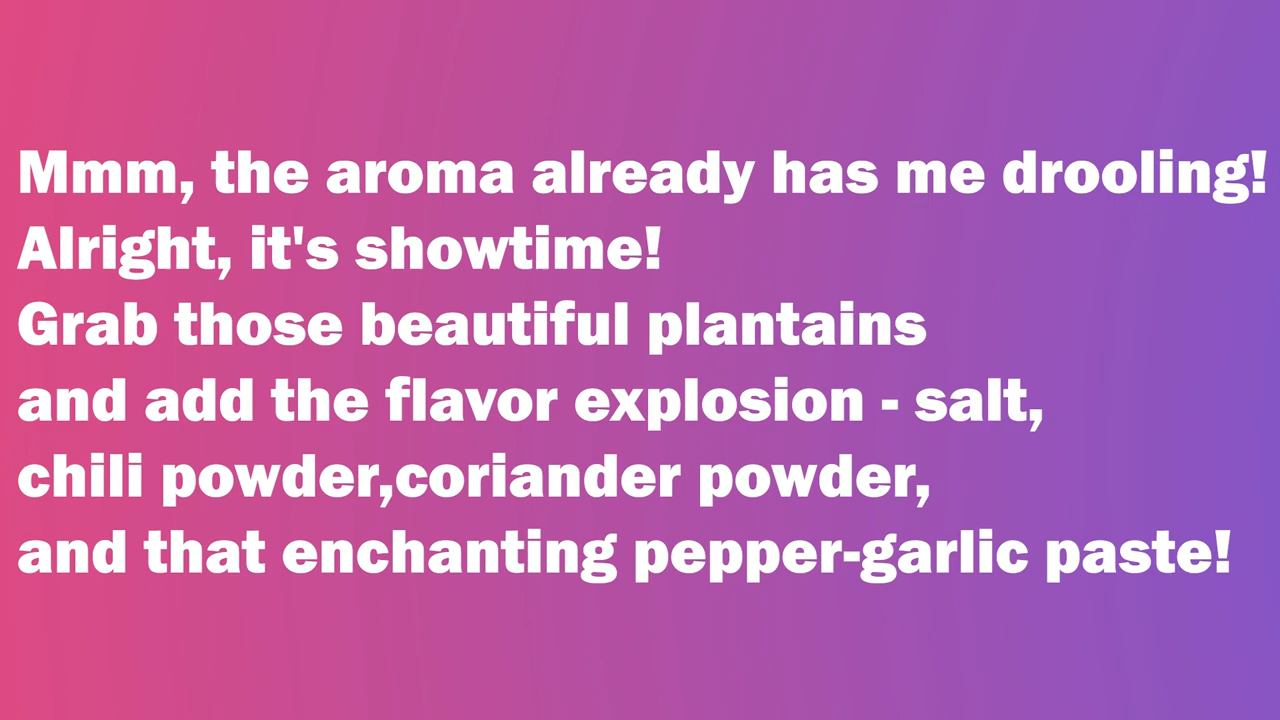 Mmm, the aroma already has me drooling!
Alright, it's showtime!
Grab those beautiful plantains
and add the flavor explosion - salt,
chili powder,coriander powder,
and that enchanting pepper-garlic paste!